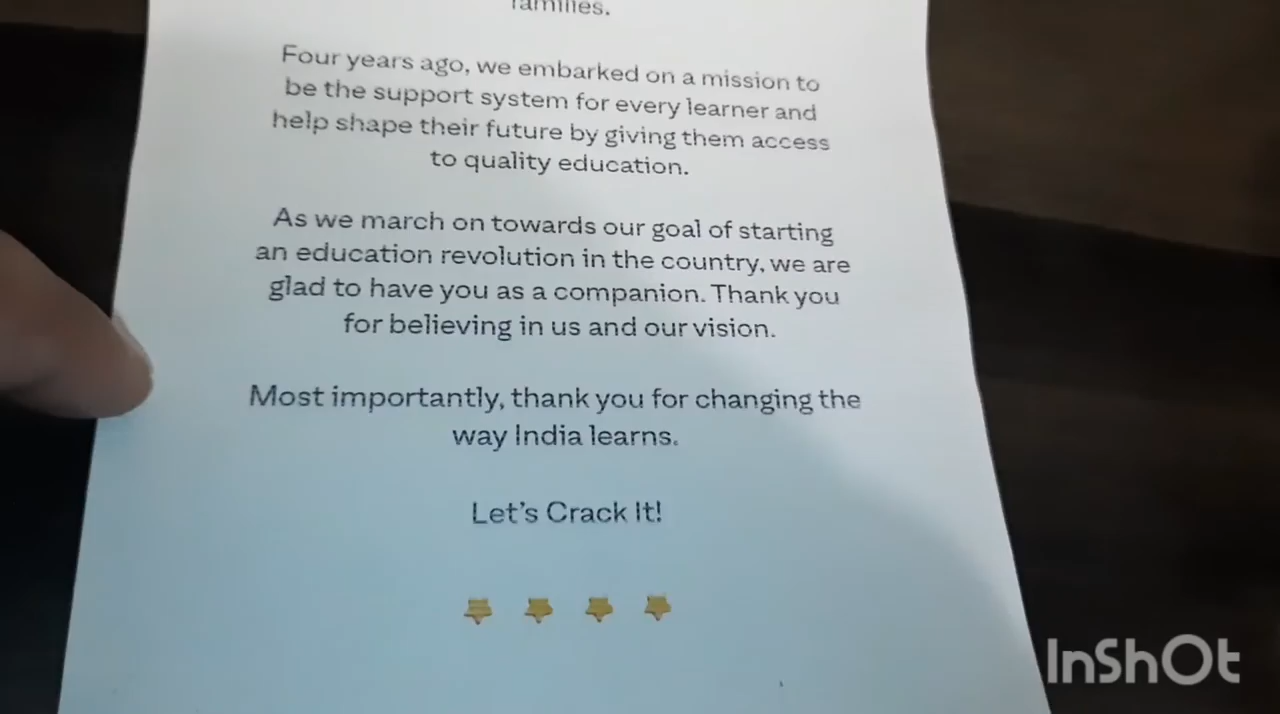 families.
Four years ago, we embarked on a mission to
be the support system for every learner and
help shape their future by giving them access
to quality education.
As we march on towards our goal of starting
an education revolution in the country, we are
glad to have you as a companion. Thank you
for believing in us and our vision.
Most importantly, thank you for changing the
way India learns.
Let's Crack It!
InShOt